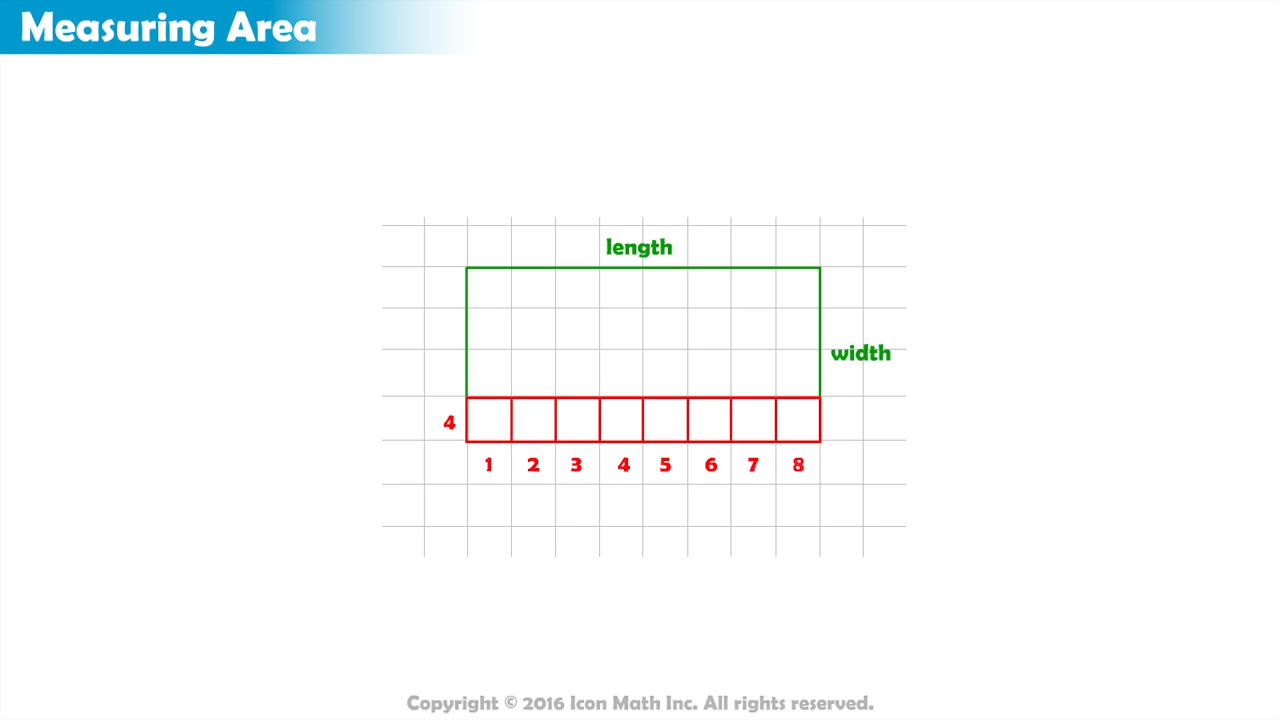 Measuring Area
length
width
4
1 2 3 4 5 6 7 8
Copyright © 2016 Icon Math Inc. All rights reserved.